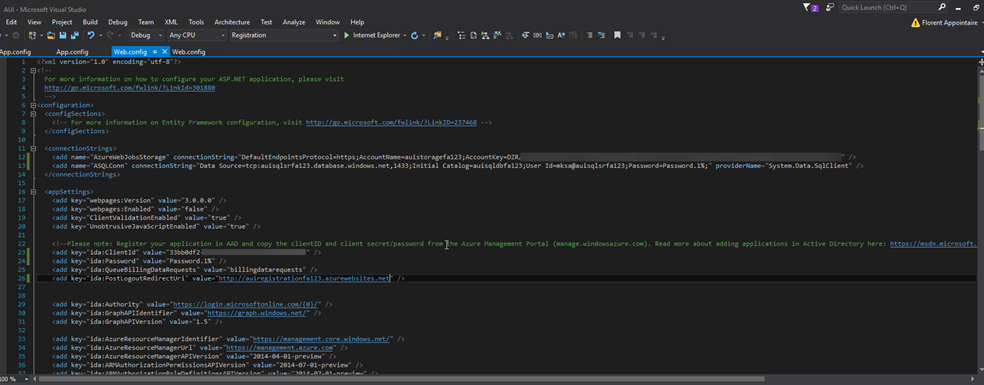 AUI - Microsoft Visual Studio
2 Quick Launch (Ctrl+Q)
File Edit View Project Build Debug Team XML Tools Architecture Test Analyze Window Help Florent Appointaire
Debug Any CPU Registration Internet Explorer
App.config App.config Web.config Web.config
1 <?xml version="1.0" encoding="utf-8"?>
2 <!--
3 For more information on how to configure your ASP.NET application, please visit
4 http://go.microsoft.com/fwlink/?LinkId=301880
5 -->
6 <configuration>
7 <configSections>
8 <!-- For more information on Entity Framework configuration, visit http://go.microsoft.com/fwlink/?LinkID=237468 -->
9 </configSections>
10
11 <connectionStrings>
12 <add name="AzureWebJobsStorage" connectionString="DefaultEndpointsProtocol=https;AccountName=auistoragefa123;AccountKey=DZR " />
13 <add name="ASQLConn" connectionString="Data Source=tcp:auisqlsrfa123.database.windows.net,1433;Initial Catalog=auisqldbfa123;User Id=mksa@auisqlsrfa123;Password=Password.1%;" providerName="System.Data.SqlClient" />
14 </connectionStrings>
15
16 <appSettings>
17 <add key="webpages:Version" value="3.0.0.0" />
18 <add key="webpages:Enabled" value="false" />
19 <add key="ClientValidationEnabled" value="true" />
20 <add key="UnobtrusiveJavaScriptEnabled" value="true" />
21
22 <!--Please note: Register your application in AAD and copy the clientID and client secret/password from the Azure Management Portal (manage.windowsazure.com). Read more about adding applications in Active Directory here: https://msdn.microsoft.
23 <add key="ida:ClientId" value="33bb0df2 " />
24 <add key="ida:Password" value="Password.1%" />
25 <add key="ida:QueueBillingDataRequests" value="billingdatarequests" />
26 <add key="ida:PostLogoutRedirectUri" value="http://auiregistrationfa123.azurewebsites.net" />
27
28
29 <add key="ida:Authority" value="https://login.microsoftonline.com/{0}/" />
30 <add key="ida:GraphAPIIdentifier" value="https://graph.windows.net/" />
31 <add key="ida:GraphAPIVersion" value="1.5" />
32
33 <add key="ida:AzureResourceManagerIdentifier" value="https://management.core.windows.net/" />
34 <add key="ida:AzureResourceManagerUrl" value="https://management.azure.com" />
35 <add key="ida:AzureResourceManagerAPIVersion" value="2014-04-01-preview" />
36 <add key="ida:ARMAuthorizationPermissionsAPIVersion" value="2014-07-01-preview" />
37 <add key="ida:ARMAuthorizationRoleDefinitionsAPIVersion" value="2014-07-01-preview" />
100 %